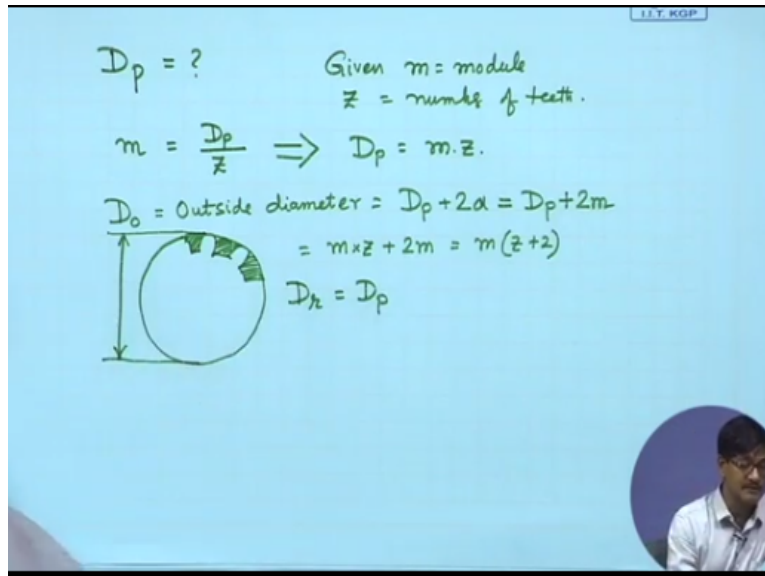 I.I.T. KGP
Dp = ?
Given m = module
z = number of teeth.
m = Dp/z ⇒ Dp = m.z.
Do = Outside diameter = Dp + 2a = Dp + 2m
= m×z + 2m = m(z+2)
Dr = Dp